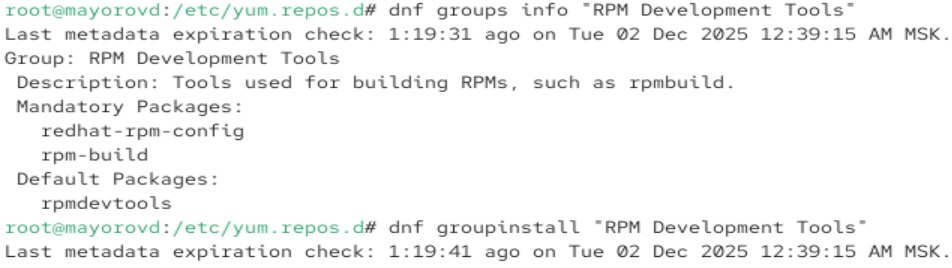 root@mayorovd:/etc/yum.repos.d# dnf groups info "RPM Development Tools"
Last metadata expiration check: 1:19:31 ago on Tue 02 Dec 2025 12:39:15 AM MSK.
Group: RPM Development Tools
 Description: Tools used for building RPMs, such as rpmbuild.
 Mandatory Packages:
   redhat-rpm-config
   rpm-build
 Default Packages:
   rpmdevtools
root@mayorovd:/etc/yum.repos.d# dnf groupinstall "RPM Development Tools"
Last metadata expiration check: 1:19:41 ago on Tue 02 Dec 2025 12:39:15 AM MSK.